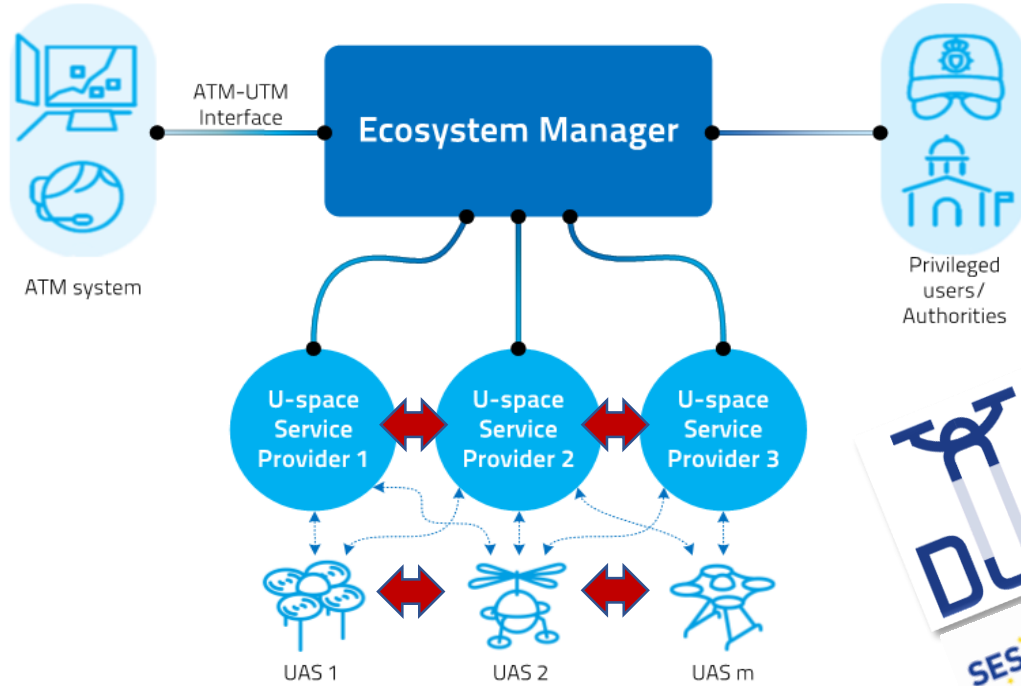 ATM-UTM
Interface
Ecosystem Manager
ATM system
Privileged
users/
Authorities
U-space
Service
Provider 1
U-space
Service
Provider 2
U-space
Service
Provider 3
UAS 1
UAS 2
UAS m